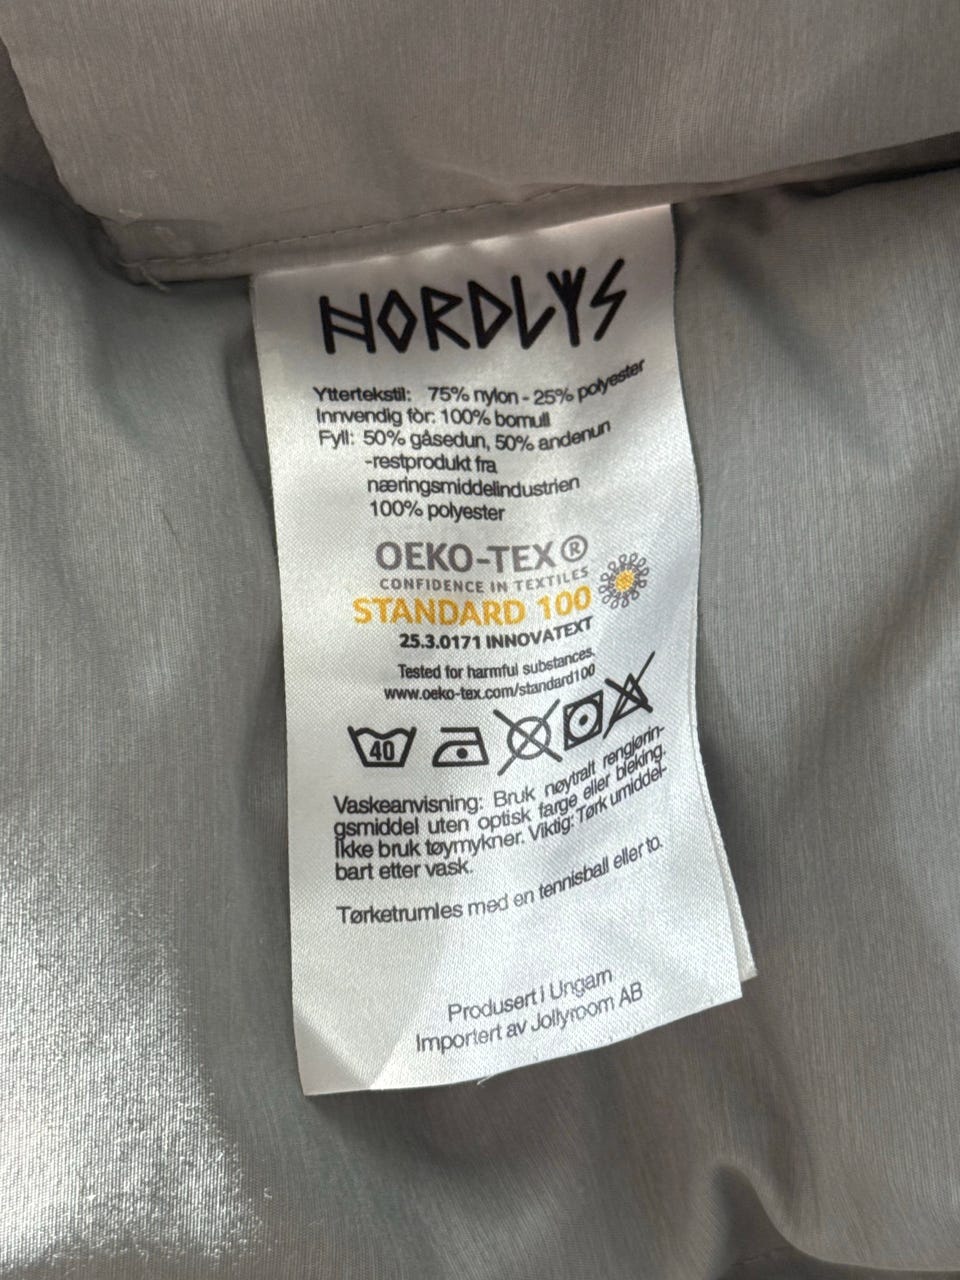 NORDLYS
Yttertekstil: 75% nylon - 25% polyester
Innvendig fòr: 100% bomull
Fyll: 50% gåsedun, 50% andenun
-restprodukt fra
næringsmiddelindustrien
100% polyester
OEKO-TEX®
CONFIDENCE IN TEXTILES
STANDARD 100
25.3.0171 INNOVATEXT
Tested for harmful substances.
www.oeko-tex.com/standard100
40
Vaskeanvisning: Bruk nøytralt rengjørin-
gsmiddel uten optisk farge eller bleking.
Ikke bruk tøymykner. Viktig: Tørk umiddel-
bart etter vask.
Tørketrumles med en tennisball eller to.
Produsert i Ungarn
Importert av Jollyroom AB